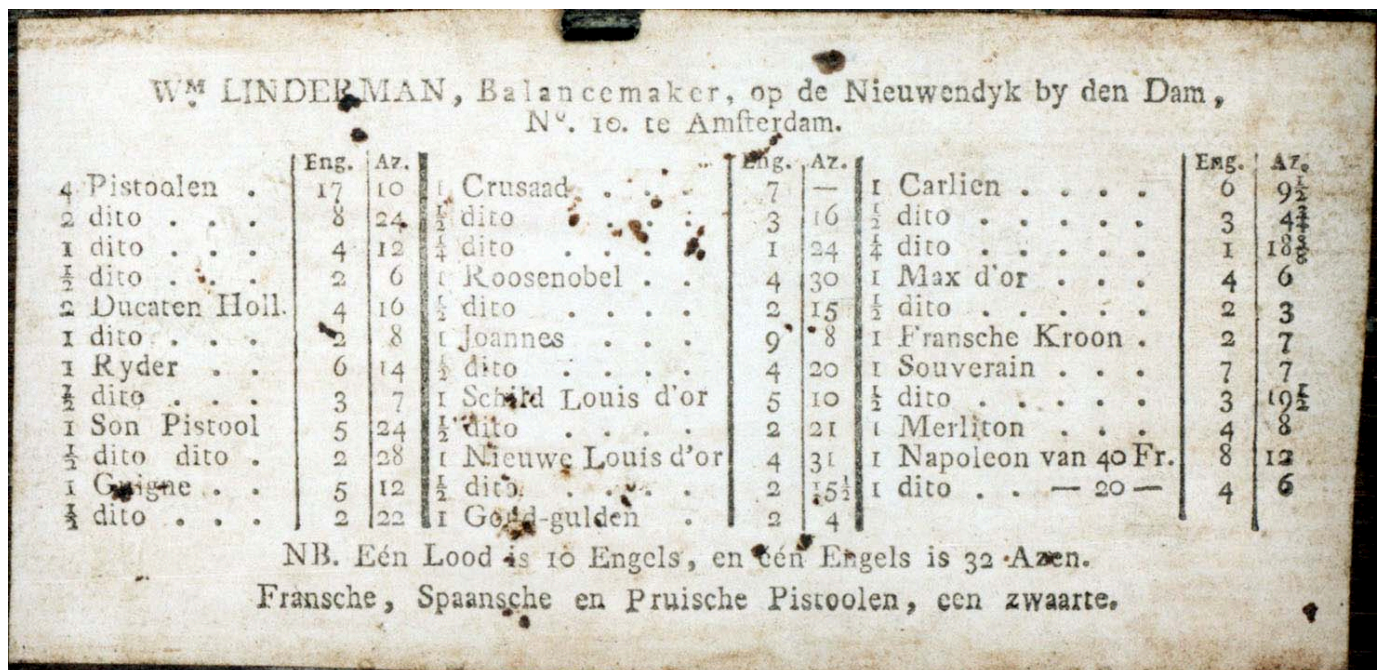 Wᴹ LINDERMAN, Balancemaker, op de Nieuwendyk by den Dam,
Nº. 10. te Amſterdam.
Eng. Az. Eng. Az. Eng. Az.
4 Pistoolen . 17 10 1 Crusaad . . . 7 — 1 Carlien . . . . 6 9½
2 dito . . . 8 24 ½ dito . . . . 3 16 ½ dito . . . . . 3 4¾
1 dito . . . 4 12 ¼ dito . . . . 1 24 ¼ dito . . . . . 1 18⅜
½ dito . . . 2 6 1 Roosenobel . . 4 30 1 Max d'or . . . 4 6
2 Ducaten Holl. 4 16 ½ dito . . . . 2 15 ½ dito . . . . . 2 3
1 dito . . . 2 8 1 Joannes . . . 9 8 1 Fransche Kroon . 2 7
1 Ryder . . 6 14 ½ dito . . . . 4 20 1 Souverain . . . 7 7
½ dito . . . 3 7 1 Schild Louis d'or 5 10 ½ dito . . . . . 3 19½
1 Son Pistool 5 24 ½ dito . . . . 2 21 1 Merliton . . . 4 8
½ dito dito . 2 28 1 Nieuwe Louis d'or 4 31 1 Napoleon van 40 Fr. 8 12
1 Guigne . . 5 12 ½ dito. . . . . 2 15½ 1 dito . . — 20 — 4 6
½ dito . . . 2 22 1 Goud-gulden . 2 4
NB. Eén Lood is 10 Engels, en één Engels is 32 Azen.
Fransche, Spaansche en Pruische Pistoolen, een zwaarte.